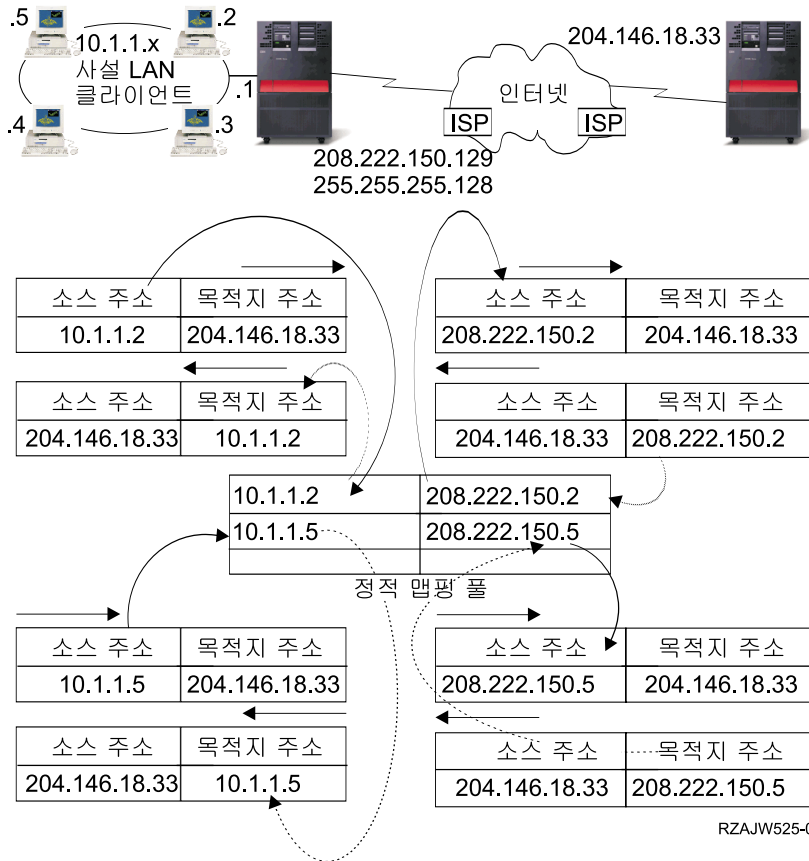 .5
.2
10.1.1.x
사설 LAN
클라이언트
.1
.4
.3
204.146.18.33
인터넷
ISP
ISP
208.222.150.129
255.255.255.128
소스 주소 목적지 주소
10.1.1.2 204.146.18.33
소스 주소 목적지 주소
208.222.150.2 204.146.18.33
소스 주소 목적지 주소
204.146.18.33 10.1.1.2
소스 주소 목적지 주소
204.146.18.33 208.222.150.2
10.1.1.2 208.222.150.2
10.1.1.5 208.222.150.5
정적 맵핑 풀
소스 주소 목적지 주소
10.1.1.5 204.146.18.33
소스 주소 목적지 주소
208.222.150.5 204.146.18.33
소스 주소 목적지 주소
204.146.18.33 10.1.1.5
소스 주소 목적지 주소
204.146.18.33 208.222.150.5
RZAJW525-0